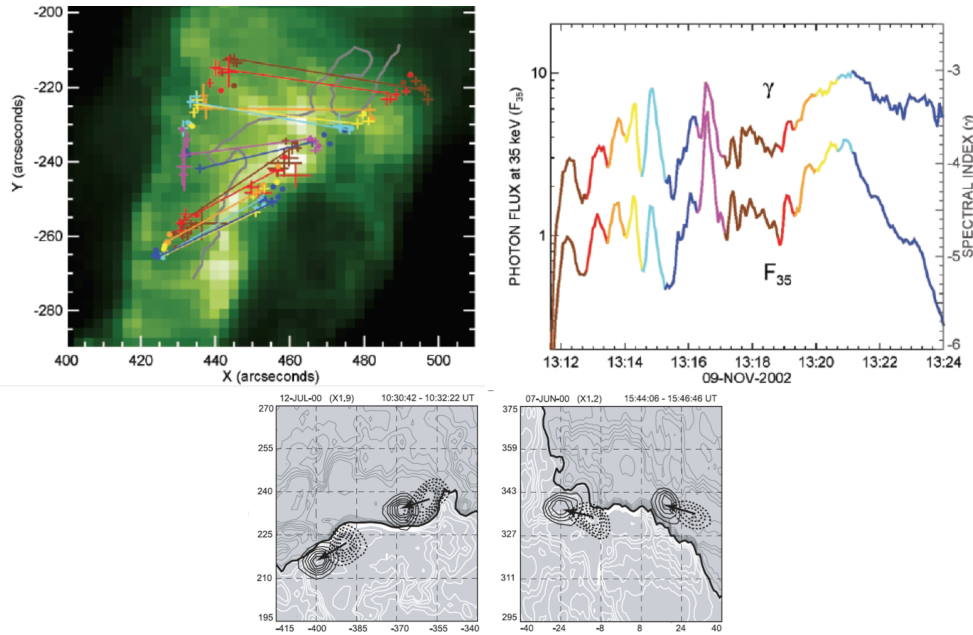 -200
-220
-240
-260
-280
Y (arcseconds)
400 420 440 460 480 500
X (arcseconds)
10
1
PHOTON FLUX at 35 keV (F35)
γ
F35
-3
-4
-5
-6
SPECTRAL INDEX (γ)
13:12 13:14 13:16 13:18 13:20 13:22 13:24
09-NOV-2002
12-JUL-00 (X1,9) 10:30:42 - 10:32:22 UT
270
255
240
225
210
195
-415 -400 -385 -370 -355 -340
07-JUN-00 (X1,2) 15:44:06 - 15:46:46 UT
375
359
343
327
311
295
-40 -24 -8 8 24 40